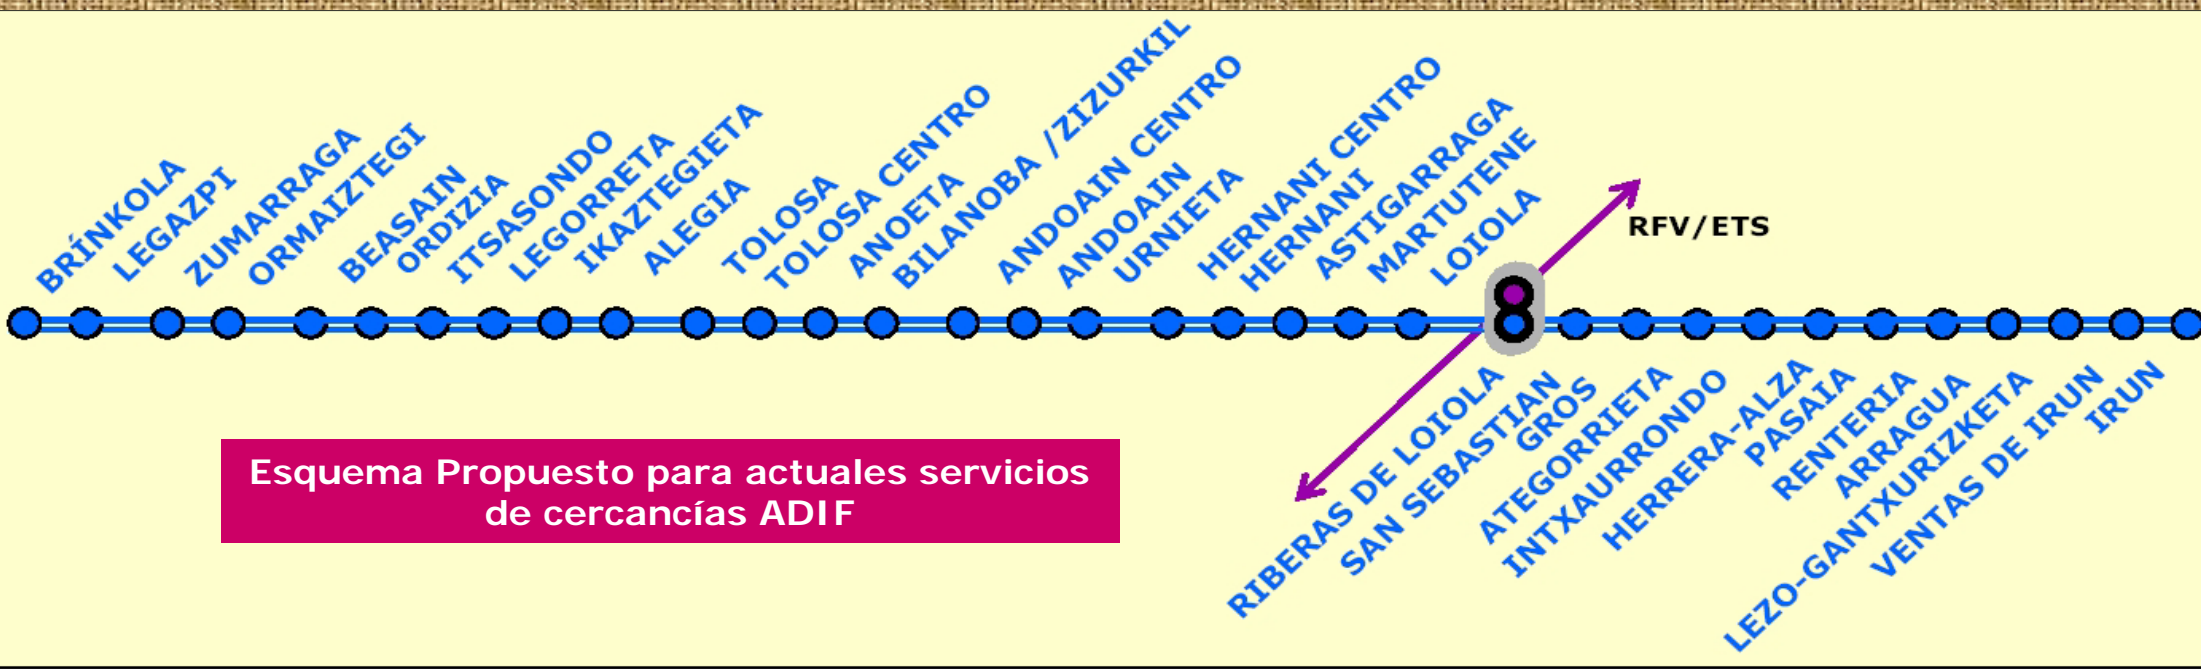 BRÍNKOLA
LEGAZPI
ZUMARRAGA
ORMAIZTEGI
BEASAIN
ORDIZIA
ITSASONDO
LEGORRETA
IKAZTEGIETA
ALEGIA
TOLOSA
TOLOSA CENTRO
ANOETA
BILANOBA /ZIZURKIL
ANDOAIN CENTRO
ANDOAIN
URNIETA
HERNANI CENTRO
HERNANI
ASTIGARRAGA
MARTUTENE
LOIOLA
RFV/ETS
RIBERAS DE LOIOLA
SAN SEBASTIAN
GROS
ATEGORRIETA
INTXAURRONDO
HERRERA-ALZA
PASAIA
RENTERIA
ARRAGUA
LEZO-GANTXURIZKETA
VENTAS DE IRUN
IRUN
Esquema Propuesto para actuales servicios
de cercancías ADIF